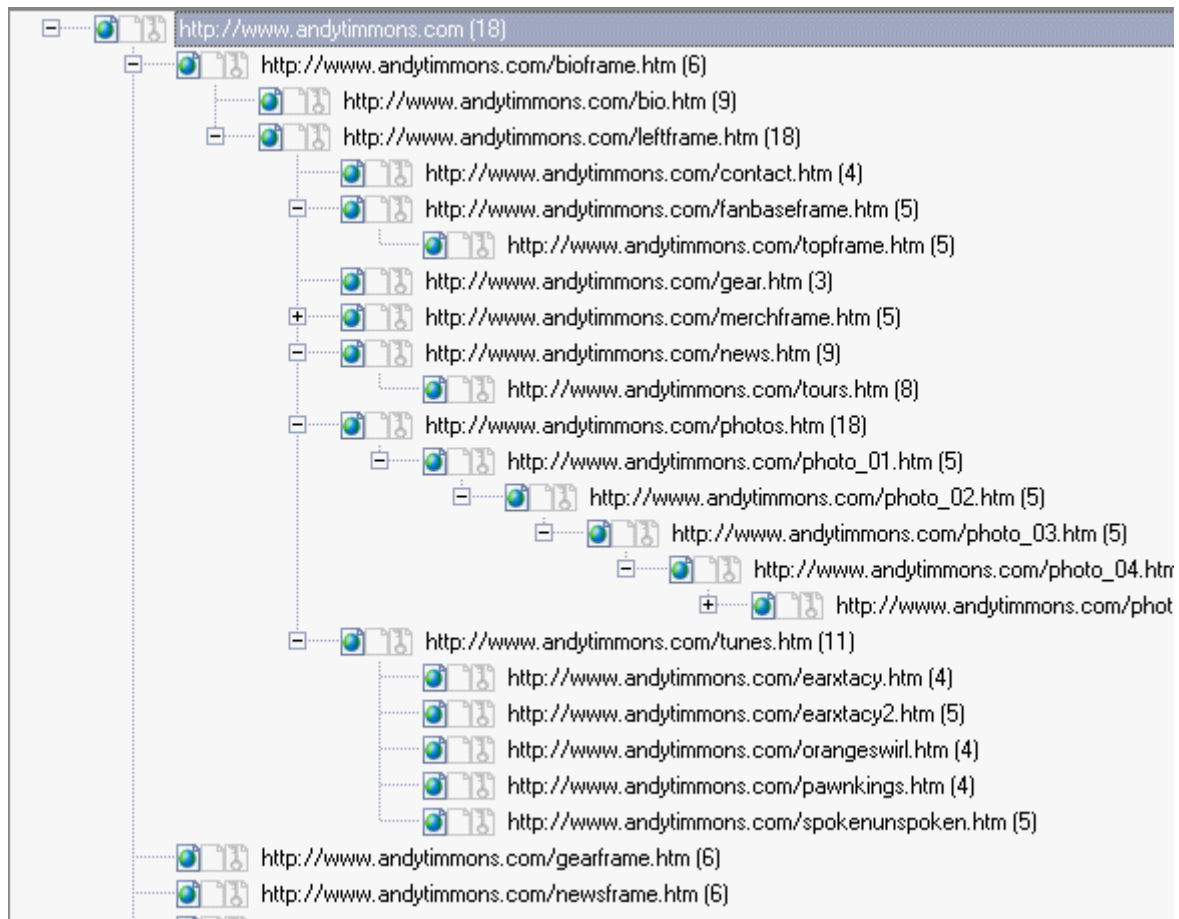 http://www.andytimmons.com (18)
http://www.andytimmons.com/bioframe.htm (6)
http://www.andytimmons.com/bio.htm (9)
http://www.andytimmons.com/leftframe.htm (18)
http://www.andytimmons.com/contact.htm (4)
http://www.andytimmons.com/fanbaseframe.htm (5)
http://www.andytimmons.com/topframe.htm (5)
http://www.andytimmons.com/gear.htm (3)
http://www.andytimmons.com/merchframe.htm (5)
http://www.andytimmons.com/news.htm (9)
http://www.andytimmons.com/tours.htm (8)
http://www.andytimmons.com/photos.htm (18)
http://www.andytimmons.com/photo_01.htm (5)
http://www.andytimmons.com/photo_02.htm (5)
http://www.andytimmons.com/photo_03.htm (5)
http://www.andytimmons.com/photo_04.htm
http://www.andytimmons.com/phot
http://www.andytimmons.com/tunes.htm (11)
http://www.andytimmons.com/earxtacy.htm (4)
http://www.andytimmons.com/earxtacy2.htm (5)
http://www.andytimmons.com/orangeswirl.htm (4)
http://www.andytimmons.com/pawnkings.htm (4)
http://www.andytimmons.com/spokenunspoken.htm (5)
http://www.andytimmons.com/gearframe.htm (6)
http://www.andytimmons.com/newsframe.htm (6)